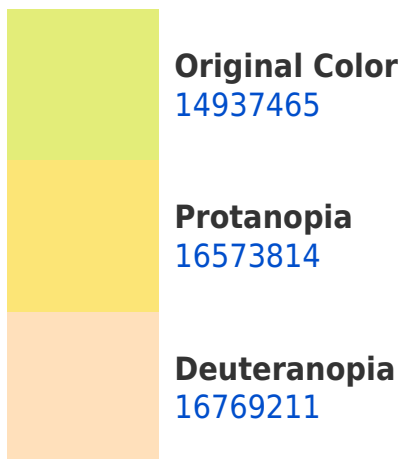 Original Color
14937465
Protanopia
16573814
Deuteranopia
16769211